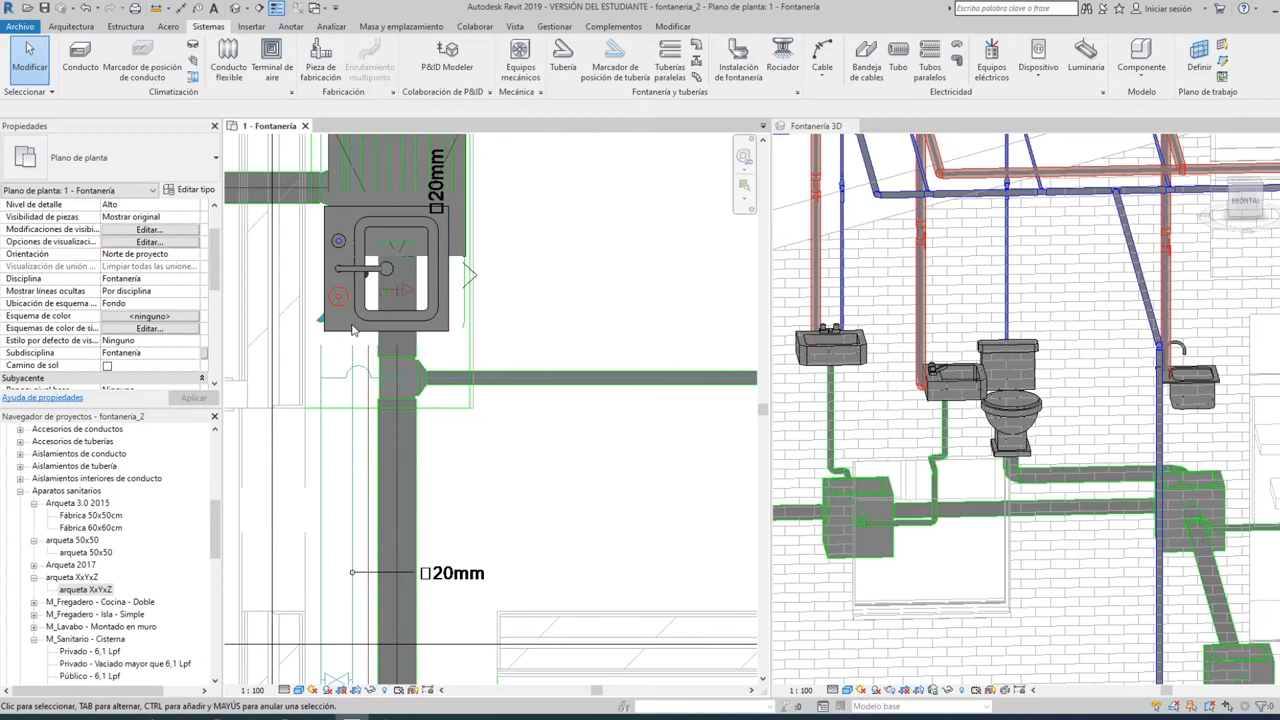 Autodesk Revit 2019 - VERSIÓN DEL ESTUDIANTE - fontaneria_2 - Plano de planta: 1 - Fontanería
Escriba palabra clave o frase
Iniciar sesión
Archivo Arquitectura Estructura Acero Sistemas Insertar Anotar Analizar Masa y emplazamiento Colaborar Vista Gestionar Complementos Modificar
Modificar
Conducto
Marcador de posición de conducto
Conducto flexible
Terminal de aire
Pieza de fabricación
Enrutamiento multipunto
P&ID Modeler
Equipos mecánicos
Tubería
Marcador de posición de tubería
Tuberías paralelas
Instalación de fontanería
Rociador
Cable
Bandeja de cables
Tubo
Tubos paralelos
Equipos eléctricos
Dispositivo
Luminaria
Componente
Definir
Seleccionar
Climatización
Fabricación
Colaboración de P&ID
Mecánica
Fontanería y tuberías
Electricidad
Modelo
Plano de trabajo
Propiedades
1 - Fontanería
Fontanería 3D
Plano de planta
Plano de planta: 1 - Fontanería
Editar tipo
Nivel de detalle Alto
Visibilidad de piezas Mostrar original
Modificaciones de visibi... Editar...
Opciones de visualizaci... Editar...
Orientación Norte de proyecto
Visualización de unión ... Limpiar todas las unione...
Disciplina Fontanería
Mostrar líneas ocultas Por disciplina
Ubicación de esquema ... Fondo
Esquema de color <ninguno>
Esquemas de color de si... Editar...
Estilo por defecto de vi... Ninguno
Subdisciplina Fontanería
Camino de sol
Subyacente
Ayuda de propiedades
Aplicar
Navegador de proyectos - fontaneria_2
Accesorios de conductos
Accesorios de tuberías
Aislamientos de conducto
Aislamientos de tubería
Aislamientos interiores de conducto
Aparatos sanitarios
Arqueta 3.0 2015
Fábrica 50x50cm
Fábrica 60x60cm
arqueta 50x50
arqueta 50x50
Arqueta 2017
arqueta XxYxZ
arqueta XxYxZ
M_Fregadero - Cocina - Doble
M_Fregadero - Isla - Simple
M_Lavabo - Montado en muro
M_Sanitario - Cisterna
Privado - 6,1 Lpf
Privado - Vaciado mayor que 6,1 Lpf
Público - 6,1 Lpf
□20mm
□20mm
FRONTAL
1 : 100
1 : 100
Clic para seleccionar, TAB para alternar, CTRL para añadir y MAYÚS para anular una selección.
:0
Modelo base
:0